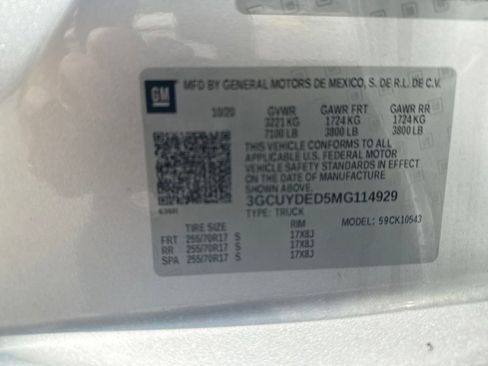 GM
MFD BY GENERAL MOTORS DE MEXICO, S. DE R.L. DE C.V.
10/20 GVWR GAWR FRT GAWR RR
3221 KG 1724 KG 1724 KG
7100 LB 3800 LB 3800 LB
THIS VEHICLE CONFORMS TO ALL
APPLICABLE U.S. FEDERAL MOTOR
VEHICLE SAFETY STANDARDS IN
EFFECT ON THE DATE OF MANUFACTURE
SHOWN ABOVE.
3GCUYDED5MG114929
TYPE: TRUCK
MODEL: 59CK10543
TIRE SIZE RIM
FRT 255/70R17 S 17X8J
RR 255/70R17 S 17X8J
SPA 255/70R17 S 17X8J